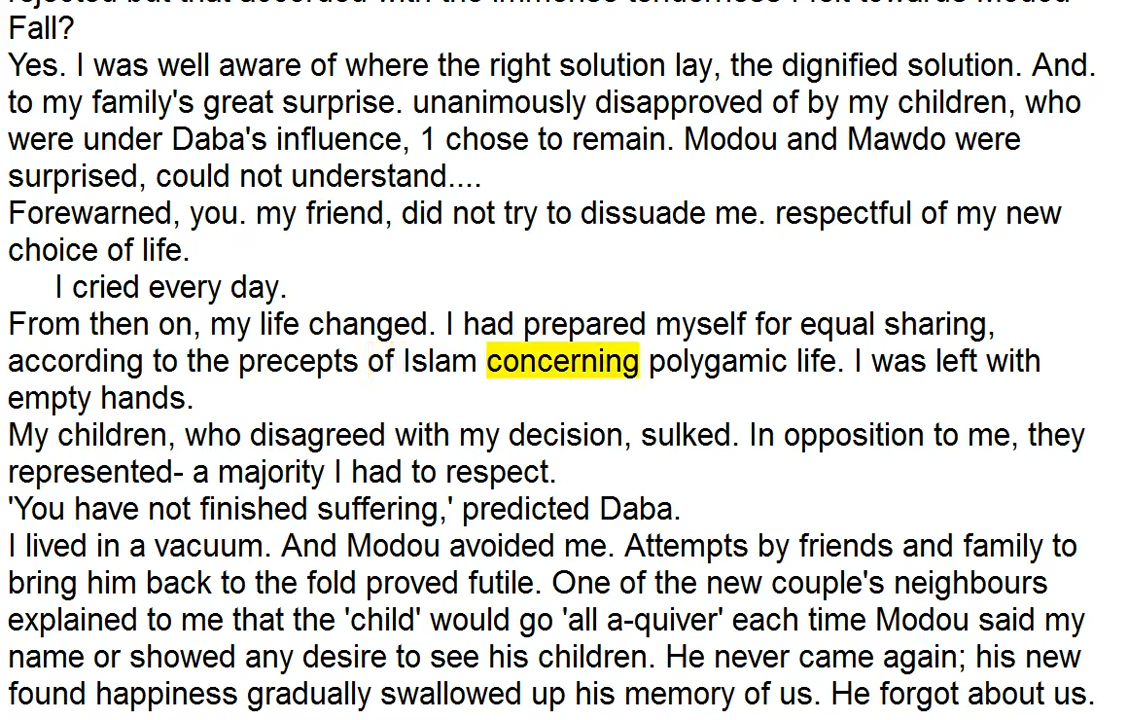 Fall?
Yes. I was well aware of where the right solution lay, the dignified solution. And.
to my family's great surprise. unanimously disapproved of by my children, who
were under Daba's influence, 1 chose to remain. Modou and Mawdo were
surprised, could not understand....
Forewarned, you. my friend, did not try to dissuade me. respectful of my new
choice of life.
I cried every day.
From then on, my life changed. I had prepared myself for equal sharing,
according to the precepts of Islam concerning polygamic life. I was left with
empty hands.
My children, who disagreed with my decision, sulked. In opposition to me, they
represented- a majority I had to respect.
'You have not finished suffering,' predicted Daba.
I lived in a vacuum. And Modou avoided me. Attempts by friends and family to
bring him back to the fold proved futile. One of the new couple's neighbours
explained to me that the 'child' would go 'all a-quiver' each time Modou said my
name or showed any desire to see his children. He never came again; his new
found happiness gradually swallowed up his memory of us. He forgot about us.